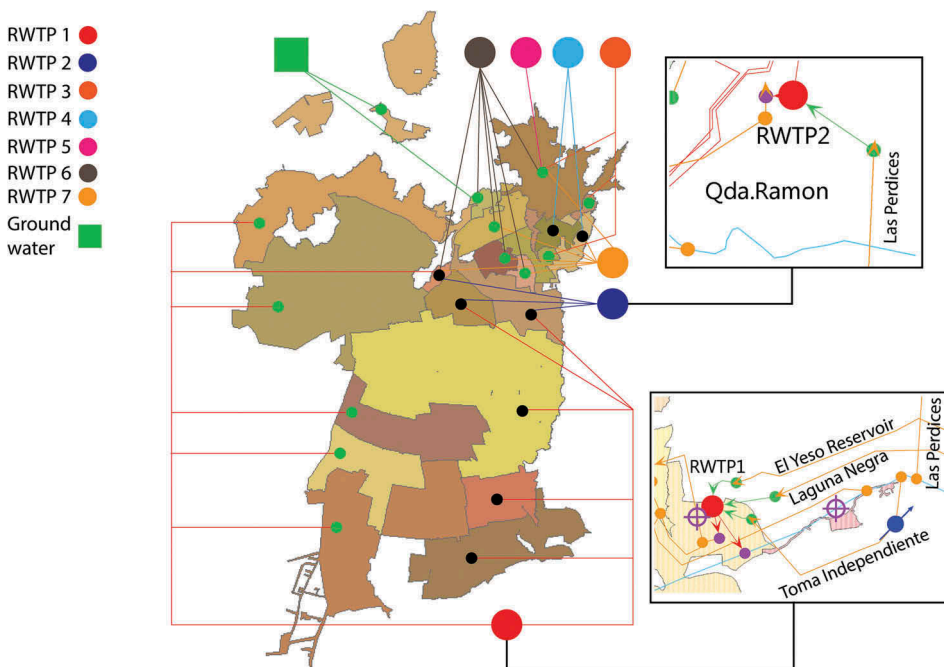 RWTP 1
RWTP 2
RWTP 3
RWTP 4
RWTP 5
RWTP 6
RWTP 7
Ground
water
RWTP2
Qda.Ramon
Las Perdices
RWTP1
El Yeso Reservoir
Laguna Negra
Las Perdices
Toma Independiente